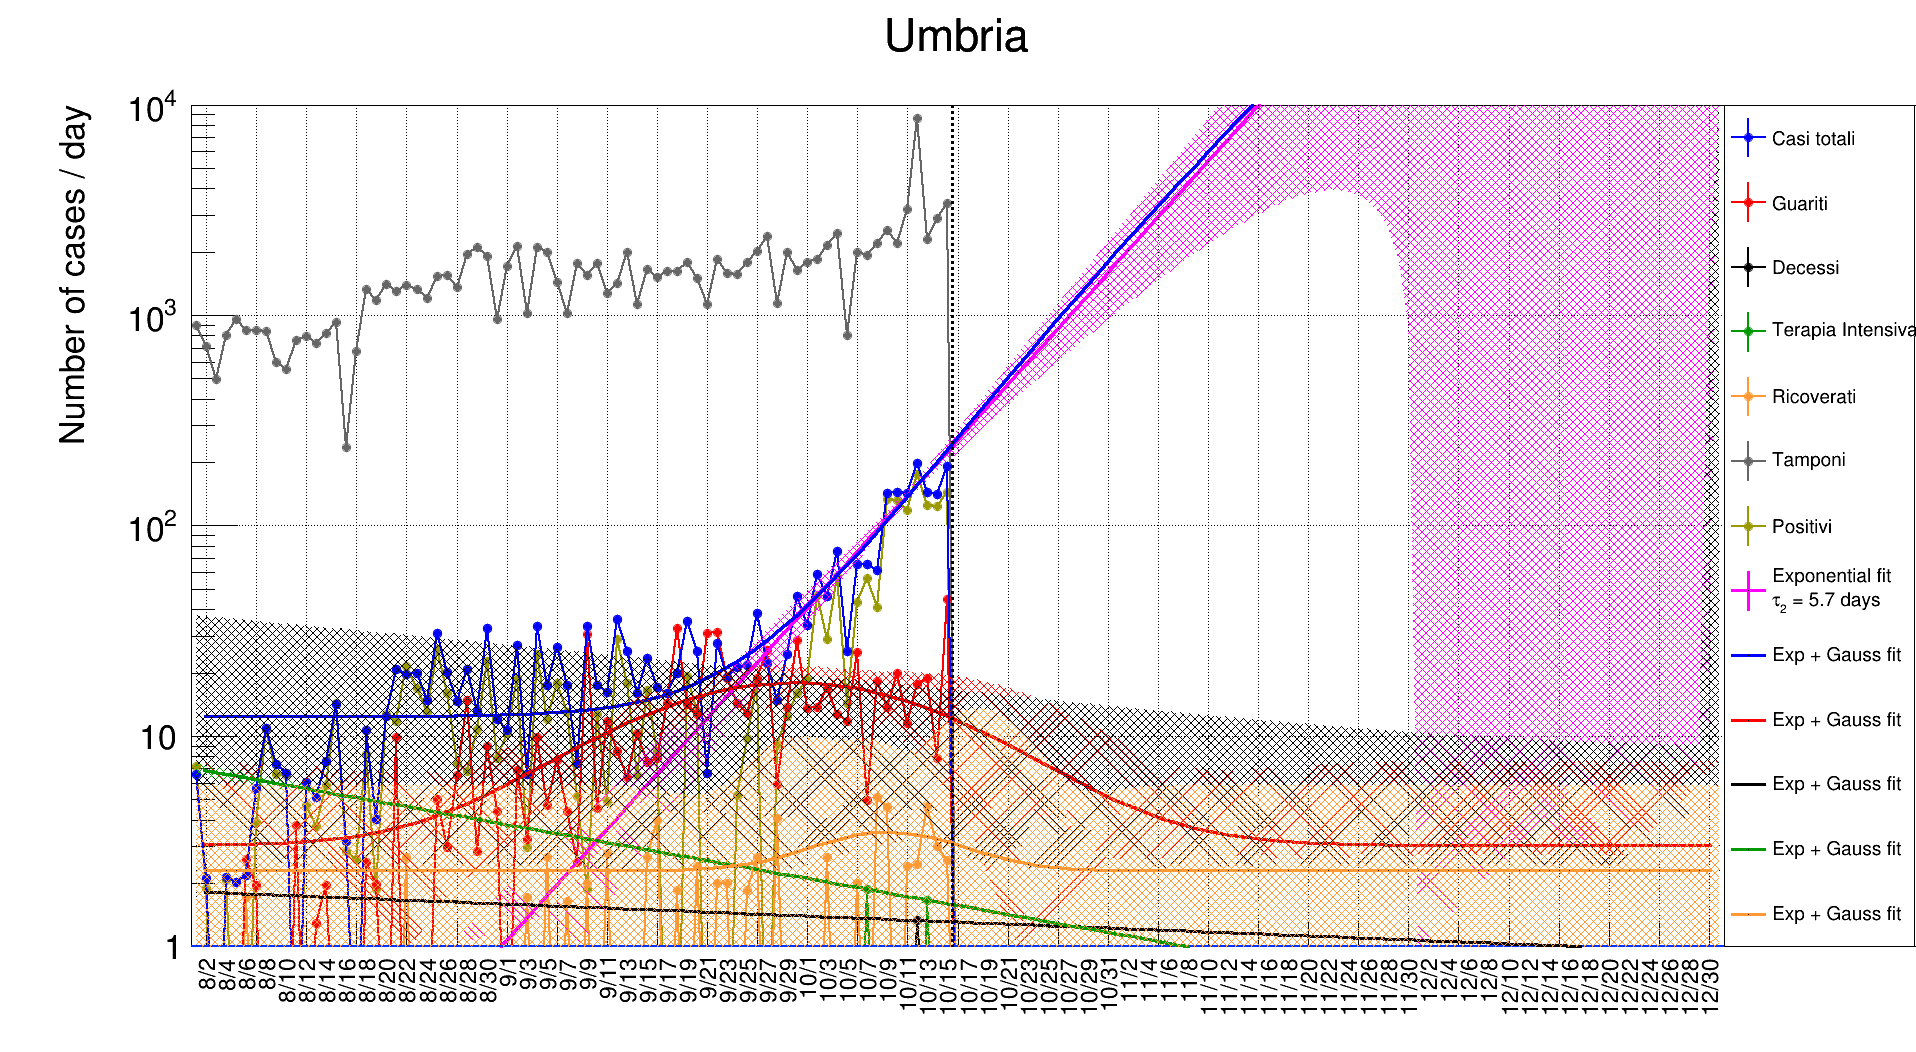 Umbria
Number of cases / day
10⁴
10³
10²
10
1
8/2 8/4 8/6 8/8 8/10 8/12 8/14 8/16 8/18 8/20 8/22 8/24 8/26 8/28 8/30 9/1 9/3 9/5 9/7 9/9 9/11 9/13 9/15 9/17 9/19 9/21 9/23 9/25 9/27 9/29 10/1 10/3 10/5 10/7 10/9 10/11 10/13 10/15 10/17 10/19 10/21 10/23 10/25 10/27 10/29 10/31 11/2 11/4 11/6 11/8 11/10 11/12 11/14 11/16 11/18 11/20 11/22 11/24 11/26 11/28 11/30 12/2 12/4 12/6 12/8 12/10 12/12 12/14 12/16 12/18 12/20 12/22 12/24 12/26 12/28 12/30
Casi totali
Guariti
Decessi
Terapia Intensiva
Ricoverati
Tamponi
Positivi
Exponential fit
τ₂ = 5.7 days
Exp + Gauss fit
Exp + Gauss fit
Exp + Gauss fit
Exp + Gauss fit
Exp + Gauss fit